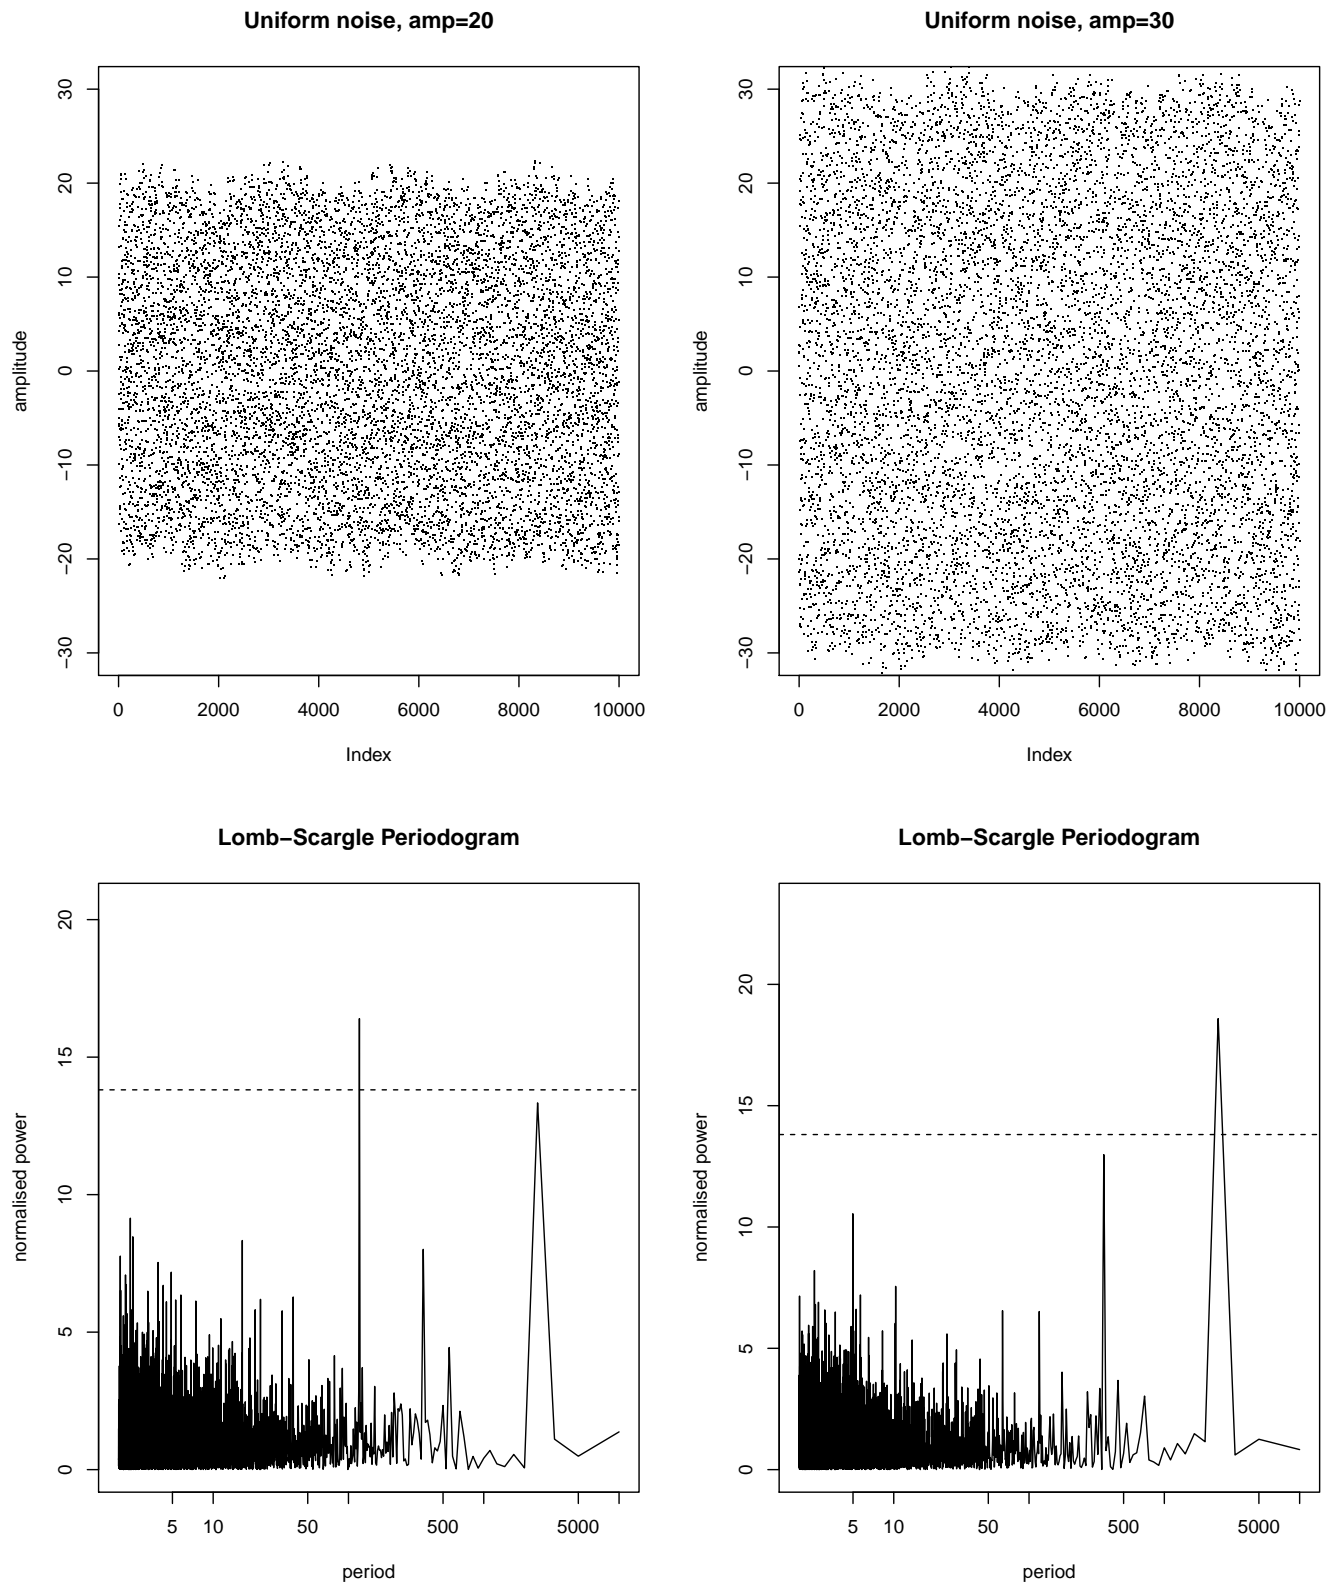 Uniform noise, amp=20
amplitude
30
20
10
0
−10
−20
−30
0 2000 4000 6000 8000 10000
Index
Uniform noise, amp=30
amplitude
30
20
10
0
−10
−20
−30
0 2000 4000 6000 8000 10000
Index
Lomb−Scargle Periodogram
normalised power
20
15
10
5
0
5 10 50 500 5000
period
Lomb−Scargle Periodogram
normalised power
20
15
10
5
0
5 10 50 500 5000
period